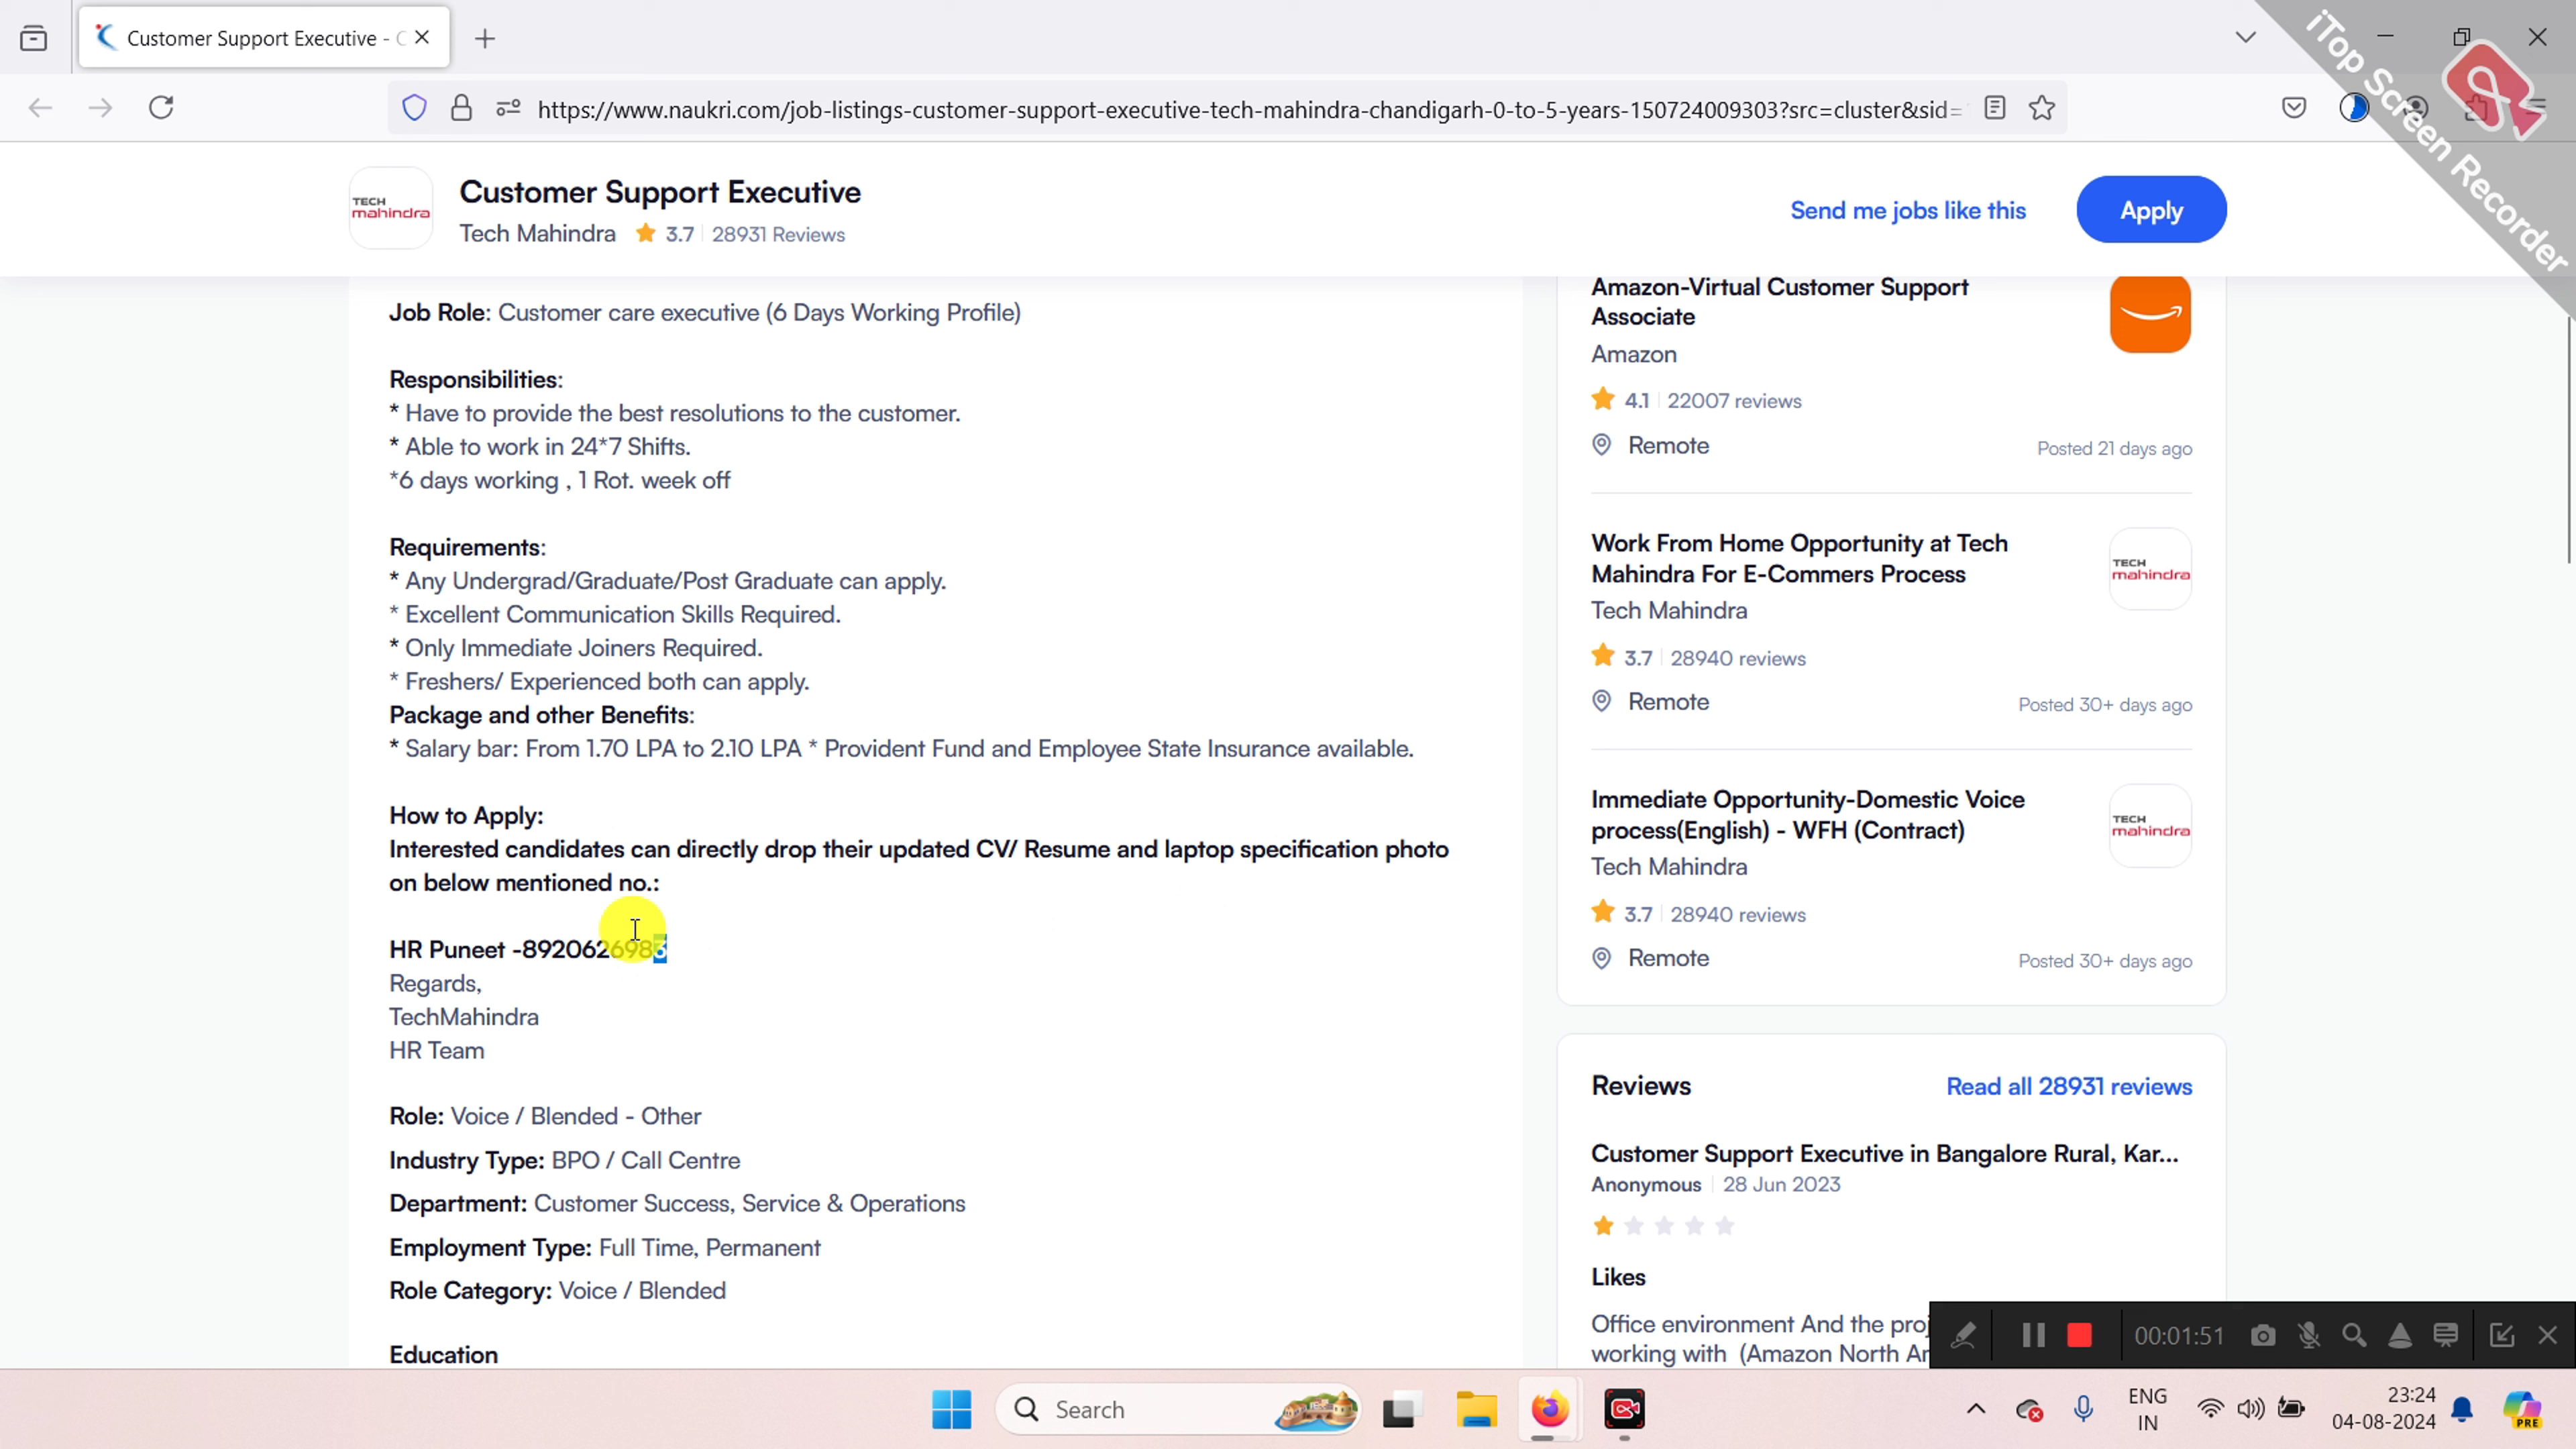 Customer Support Executive - C
https://www.naukri.com/job-listings-customer-support-executive-tech-mahindra-chandigarh-0-to-5-years-150724009303?src=cluster&sid=
iTop Screen Recorder
TECH
mahindra
Customer Support Executive
Tech Mahindra 3.7 28931 Reviews
Send me jobs like this
Apply
Job Role: Customer care executive (6 Days Working Profile)
Responsibilities:
* Have to provide the best resolutions to the customer.
* Able to work in 24*7 Shifts.
*6 days working , 1 Rot. week off
Requirements:
* Any Undergrad/Graduate/Post Graduate can apply.
* Excellent Communication Skills Required.
* Only Immediate Joiners Required.
* Freshers/ Experienced both can apply.
Package and other Benefits:
* Salary bar: From 1.70 LPA to 2.10 LPA * Provident Fund and Employee State Insurance available.
How to Apply:
Interested candidates can directly drop their updated CV/ Resume and laptop specification photo
on below mentioned no.:
HR Puneet -8920626983
Regards,
TechMahindra
HR Team
Role: Voice / Blended - Other
Industry Type: BPO / Call Centre
Department: Customer Success, Service & Operations
Employment Type: Full Time, Permanent
Role Category: Voice / Blended
Education
Amazon-Virtual Customer Support
Associate
Amazon
4.1 22007 reviews
Remote Posted 21 days ago
Work From Home Opportunity at Tech
Mahindra For E-Commers Process
TECH
mahindra
Tech Mahindra
3.7 28940 reviews
Remote Posted 30+ days ago
Immediate Opportunity-Domestic Voice
process(English) - WFH (Contract)
TECH
mahindra
Tech Mahindra
3.7 28940 reviews
Remote Posted 30+ days ago
Reviews Read all 28931 reviews
Customer Support Executive in Bangalore Rural, Kar...
Anonymous 28 Jun 2023
Likes
Office environment And the proj
working with (Amazon North Am
00:01:51
Search
ENG
IN
23:24
04-08-2024
PRE